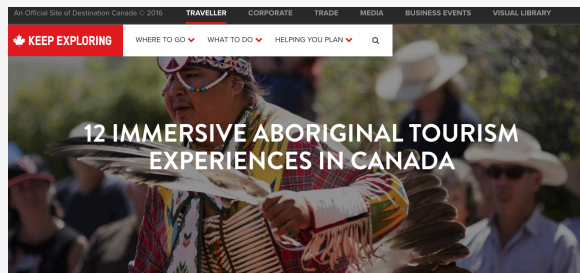 An Official Site of Destination Canada © 2016 TRAVELLER CORPORATE TRADE MEDIA BUSINESS EVENTS VISUAL LIBRARY
KEEP EXPLORING WHERE TO GO WHAT TO DO HELPING YOU PLAN
12 IMMERSIVE ABORIGINAL TOURISM
EXPERIENCES IN CANADA